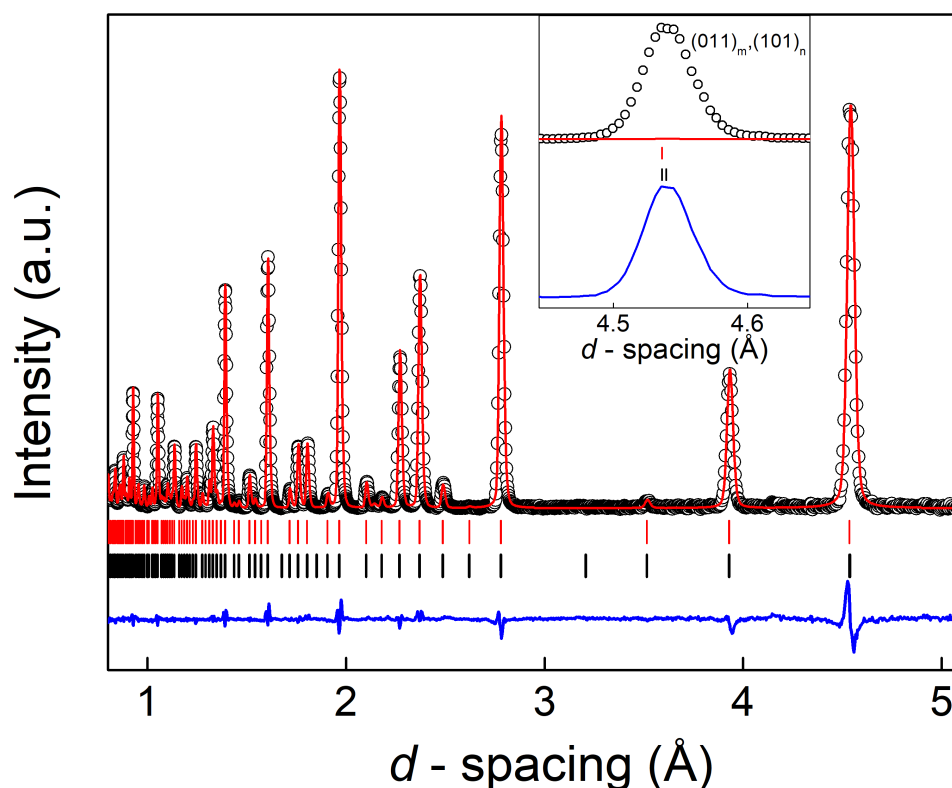 Intensity (a.u.)
(011)m,(101)n
4.5 4.6
d - spacing (Å)
1 2 3 4 5
d - spacing (Å)